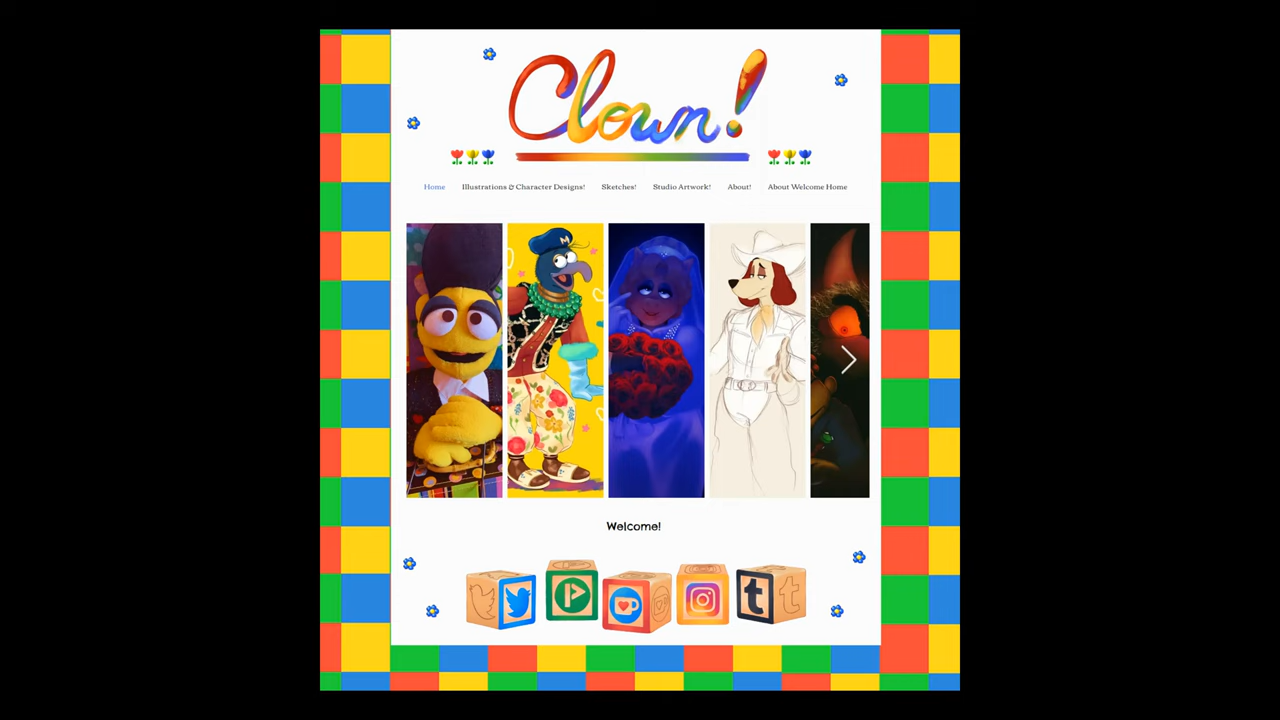 Clown!
Home Illustrations & Character Designs! Sketches! Studio Artwork! About! About Welcome Home
M
Welcome!
t t